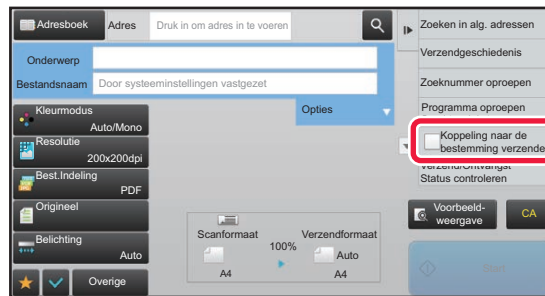 Adresboek
Adres
Druk in om adres in te voeren
Onderwerp
Bestandsnaam
Door systeeminstellingen vastgezet
Opties
Kleurmodus
Auto/Mono
Resolutie
200x200dpi
Best.Indeling
PDF
Origineel
Belichting
Auto
Overige
Scanformaat
A4
100%
Verzendformaat
Auto
A4
Zoeken in alg. adressen
Verzendgeschiedenis
Zoeknummer oproepen
Programma oproepen
Koppeling naar de
bestemming verzende
Verzend/Ontvangst
Status controleren
Voorbeeld-
weergave
CA
Start